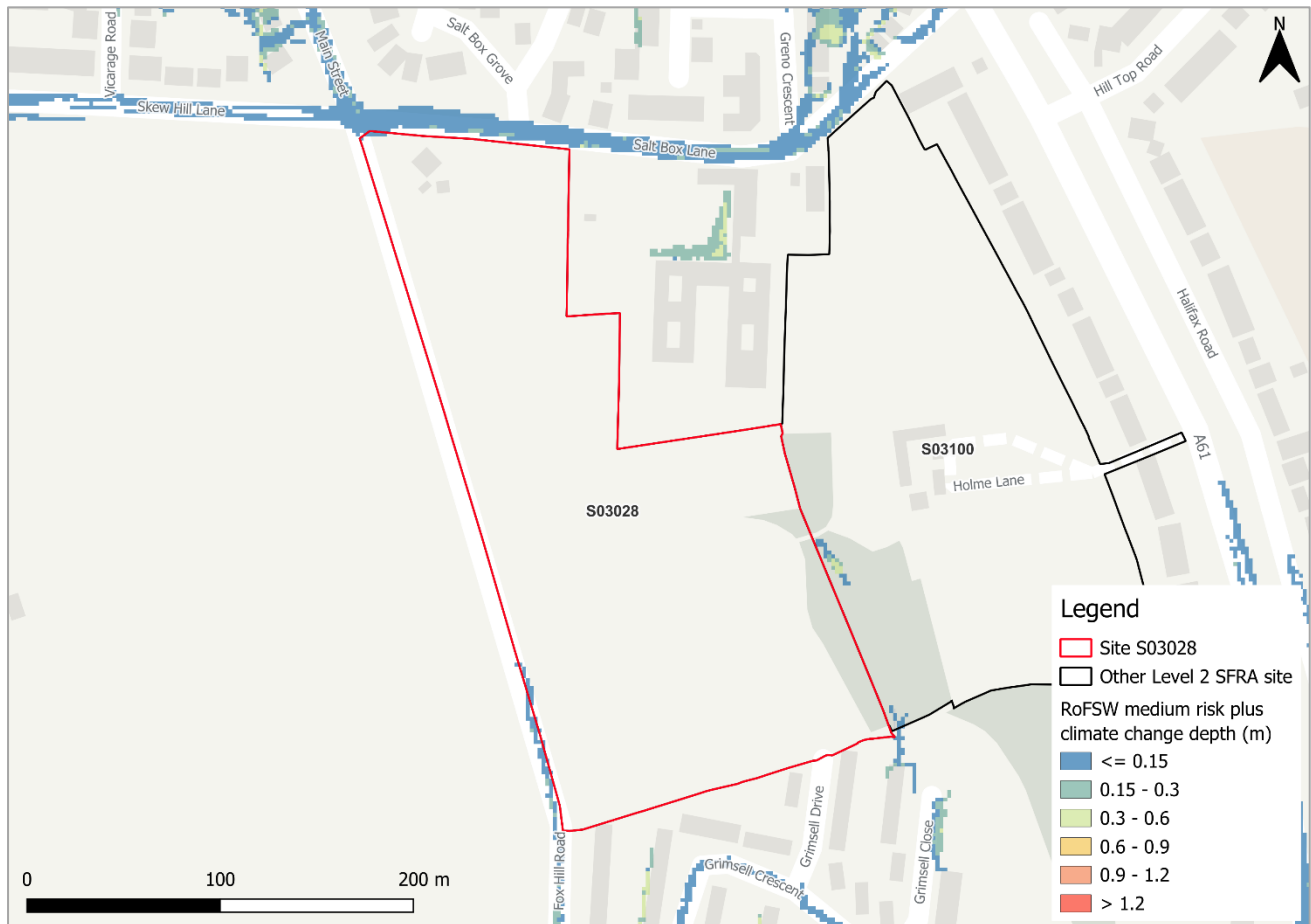 N
Vicarage Road
Main Street
Salt Box Grove
Greno Crescent
Hill Top Road
Skew Hill Lane
Salt Box Lane
Halifax Road
A61
S03100
Holme Lane
S03028
Fox Hill Road
Grimsell Drive
Grimsell Close
Grimsell Crescent
0 100 200 m
Legend
Site S03028
Other Level 2 SFRA site
RoFSW medium risk plus
climate change depth (m)
<= 0.15
0.15 - 0.3
0.3 - 0.6
0.6 - 0.9
0.9 - 1.2
> 1.2